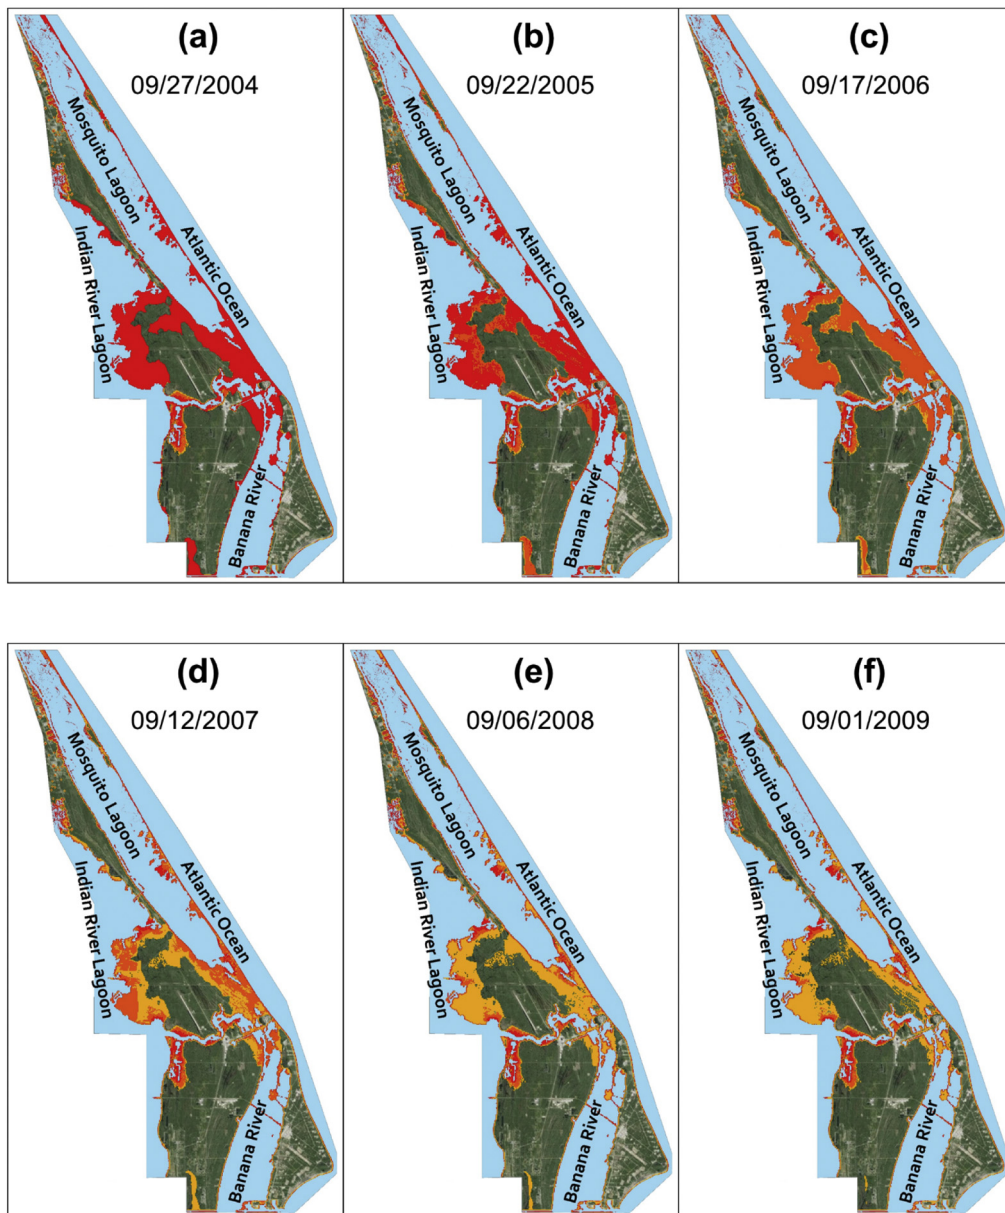 (a)
09/27/2004
Mosquito Lagoon
Atlantic Ocean
Indian River Lagoon
Banana River
(b)
09/22/2005
Mosquito Lagoon
Atlantic Ocean
Indian River Lagoon
Banana River
(c)
09/17/2006
Mosquito Lagoon
Atlantic Ocean
Indian River Lagoon
Banana River
(d)
09/12/2007
Mosquito Lagoon
Atlantic Ocean
Indian River Lagoon
Banana River
(e)
09/06/2008
Mosquito Lagoon
Atlantic Ocean
Indian River Lagoon
Banana River
(f)
09/01/2009
Mosquito Lagoon
Atlantic Ocean
Indian River Lagoon
Banana River